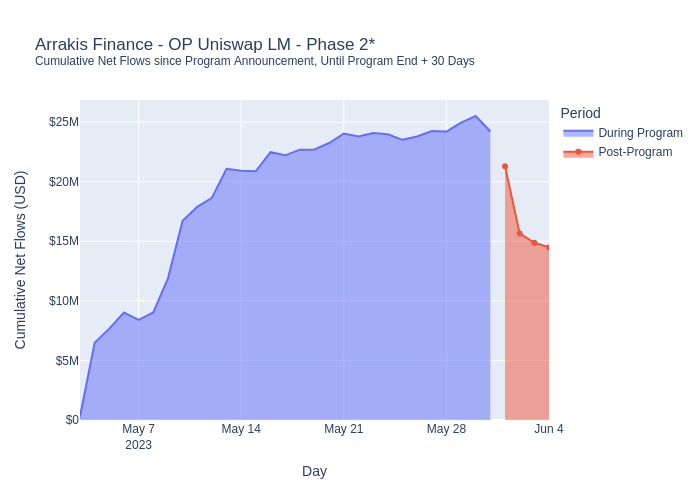 Arrakis Finance - OP Uniswap LM - Phase 2*
Cumulative Net Flows since Program Announcement, Until Program End + 30 Days
Period
During Program
Post-Program
Cumulative Net Flows (USD)
$25M
$20M
$15M
$10M
$5M
$0
May 7
2023
May 14
May 21
May 28
Jun 4
Day